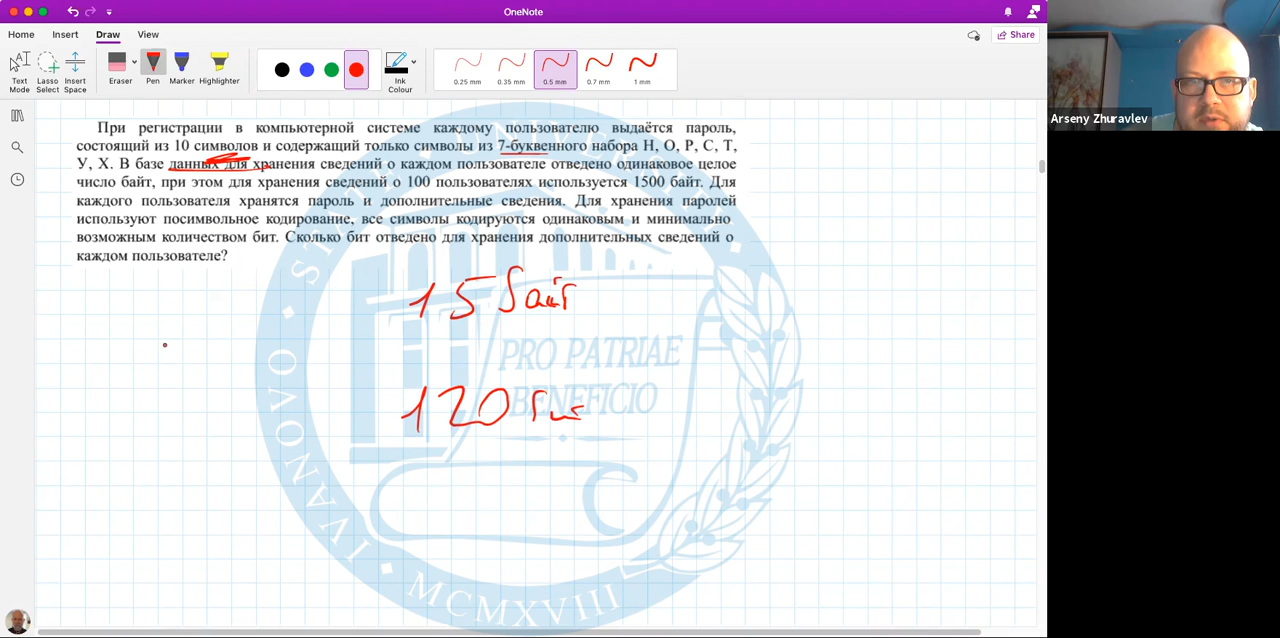 OneNote
Home Insert Draw View
Share
Text Mode
Lasso Select
Insert Space
Eraser
Pen
Marker
Highlighter
Ink Colour
0.25 mm
0.35 mm
0.5 mm
0.7 mm
1 mm
Arseny Zhuravlev
При регистрации в компьютерной системе каждому пользователю выдаётся пароль,
состоящий из 10 символов и содержащий только символы из 7-буквенного набора Н, О, Р, С, Т,
У, Х. В базе данных для хранения сведений о каждом пользователе отведено одинаковое целое
число байт, при этом для хранения сведений о 100 пользователях используется 1500 байт. Для
каждого пользователя хранятся пароль и дополнительные сведения. Для хранения паролей
используют посимвольное кодирование, все символы кодируются одинаковым и минимально
возможным количеством бит. Сколько бит отведено для хранения дополнительных сведений о
каждом пользователе?
15 байт
120 бит
PRO PATRIAE
BENEFICIO
IVANOVO STATE UNIVERSITY
MCMXVIII